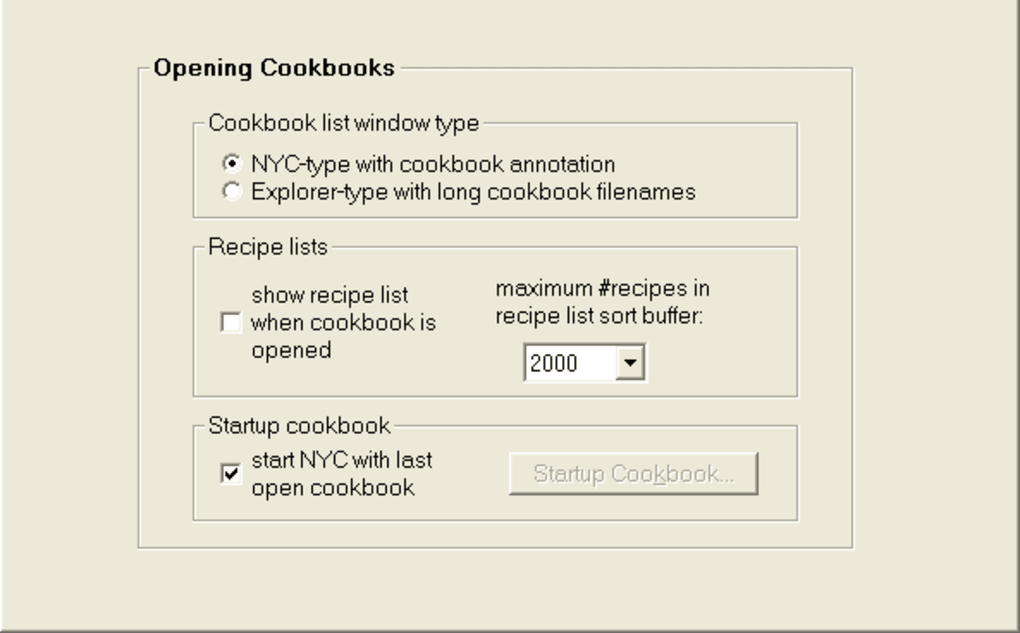 Opening Cookbooks
Cookbook list window type
NYC-type with cookbook annotation
Explorer-type with long cookbook filenames
Recipe lists
show recipe list
when cookbook is
opened
maximum #recipes in
recipe list sort buffer:
2000
Startup cookbook
start NYC with last
open cookbook
Startup Cookbook...